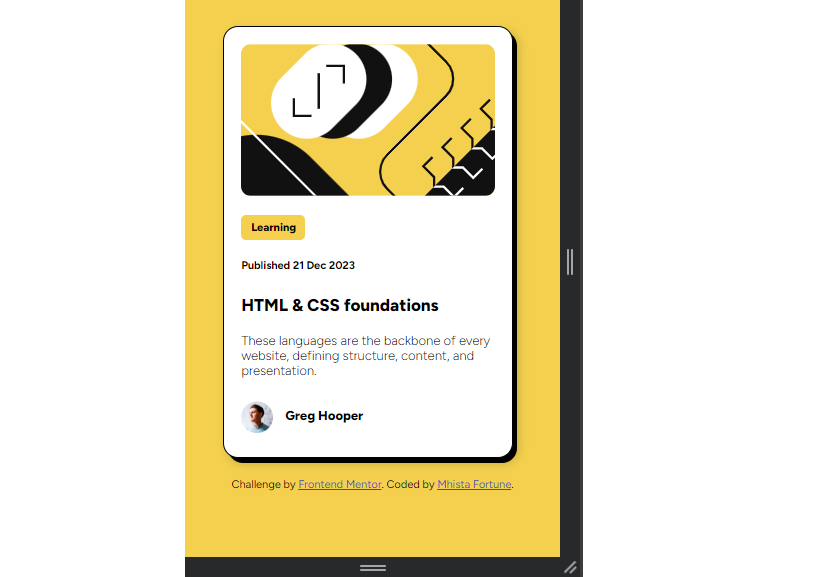 Learning
Published 21 Dec 2023
HTML & CSS foundations
These languages are the backbone of every
website, defining structure, content, and
presentation.
Greg Hooper
Challenge by Frontend Mentor. Coded by Mhista Fortune.